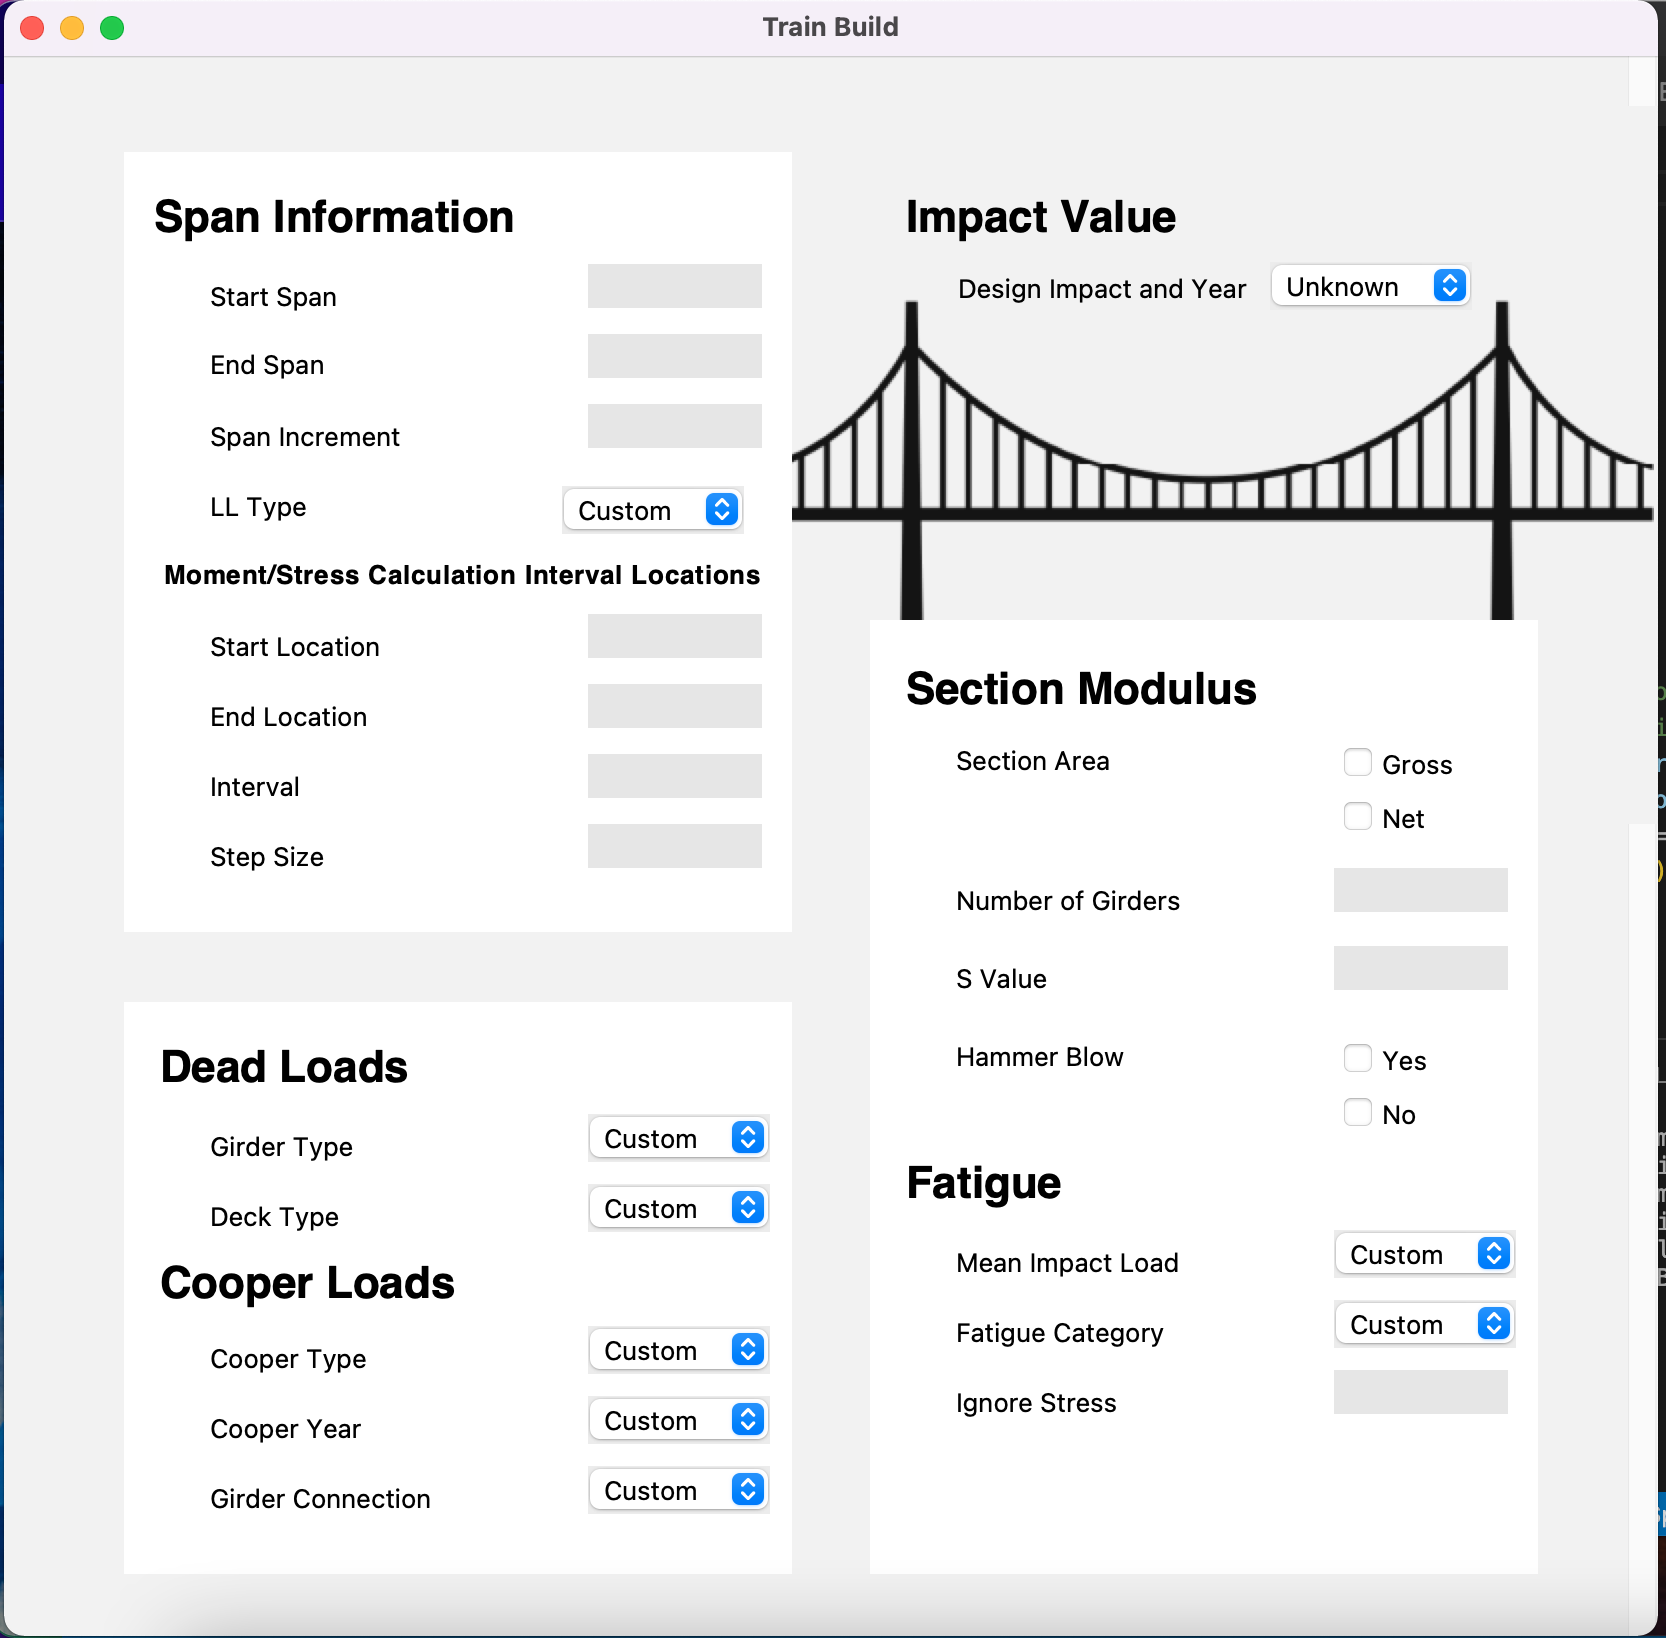 Train Build
Span Information
Start Span
End Span
Span Increment
LL Type Custom
Moment/Stress Calculation Interval Locations
Start Location
End Location
Interval
Step Size
Dead Loads
Girder Type Custom
Deck Type Custom
Cooper Loads
Cooper Type Custom
Cooper Year Custom
Girder Connection Custom
Impact Value
Design Impact and Year Unknown
Section Modulus
Section Area Gross
Net
Number of Girders
S Value
Hammer Blow Yes
No
Fatigue
Mean Impact Load Custom
Fatigue Category Custom
Ignore Stress